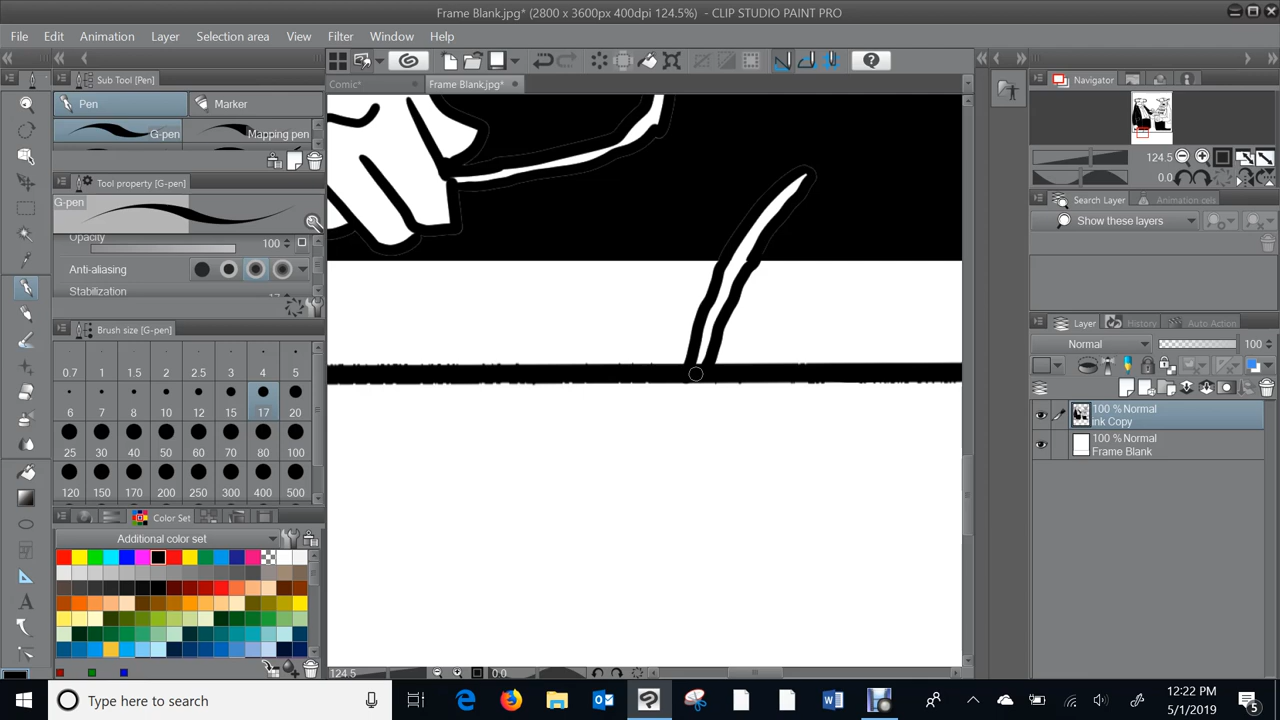 Frame Blank.jpg* (2800 x 3600px 400dpi 124.5%) - CLIP STUDIO PAINT PRO
File Edit Animation Layer Selection area View Filter Window Help
Sub Tool [Pen]
Comic* Frame Blank.jpg*
Pen Marker
G-pen Mapping pen
Tool property [G-pen]
G-pen
Opacity 100
Anti-aliasing
Stabilization
Brush size [G-pen]
0.7 1 1.5 2 2.5 3 4 5
6 7 8 10 12 15 17 20
25 30 40 50 60 70 80 100
120 150 170 200 250 300 400 500
Color Set
Additional color set
124.5 0.0
Navigator
124.5
0.0
Search Layer Animation cels
Show these layers
Layer History Auto Action
Normal 100
100 % Normal
ink Copy
100 % Normal
Frame Blank
Type here to search
12:22 PM
5/1/2019
5